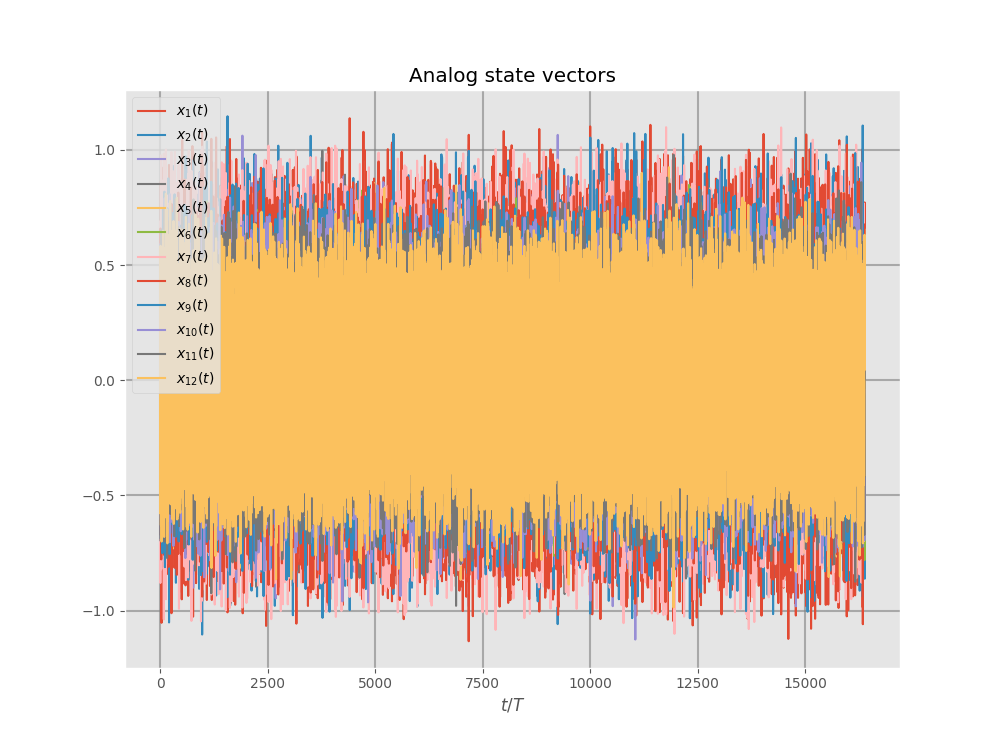 Analog state vectors
x₁(t)
x₂(t)
x₃(t)
x₄(t)
x₅(t)
x₆(t)
x₇(t)
x₈(t)
x₉(t)
x₁₀(t)
x₁₁(t)
x₁₂(t)
1.0
0.5
0.0
−0.5
−1.0
0 2500 5000 7500 10000 12500 15000
t/T